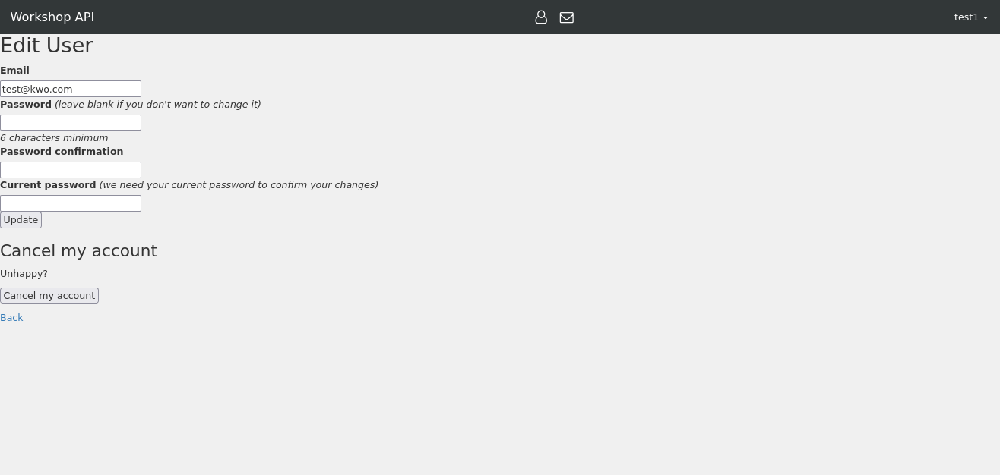 Workshop API
test1
Edit User
Email
test@kwo.com
Password (leave blank if you don't want to change it)
6 characters minimum
Password confirmation
Current password (we need your current password to confirm your changes)
Update
Cancel my account
Unhappy?
Cancel my account
Back